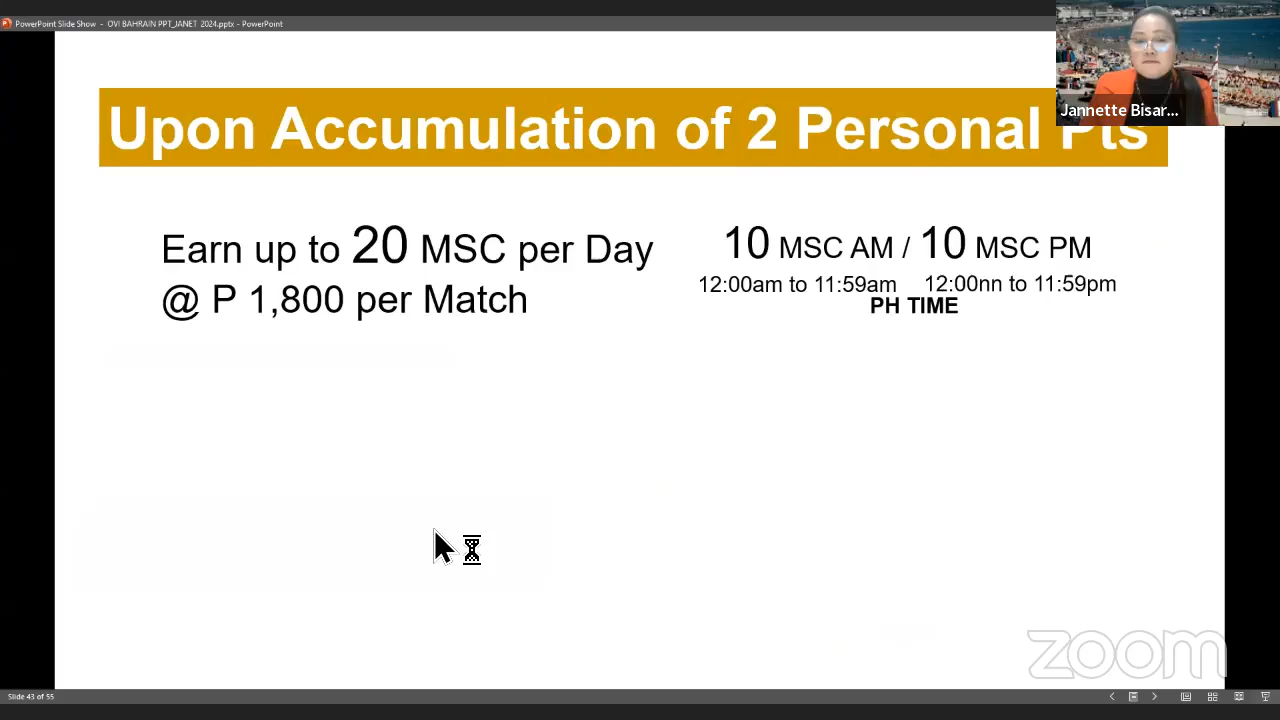 PowerPoint Slide Show - OVI BAHRAIN PPT_JANET 2024.pptx - PowerPoint
Jannette Bisar...
Upon Accumulation of 2 Personal Pts
Earn up to 20 MSC per Day
@ P 1,800 per Match
10 MSC AM / 10 MSC PM
12:00am to 11:59am 12:00nn to 11:59pm
PH TIME
zoom
Slide 43 of 55